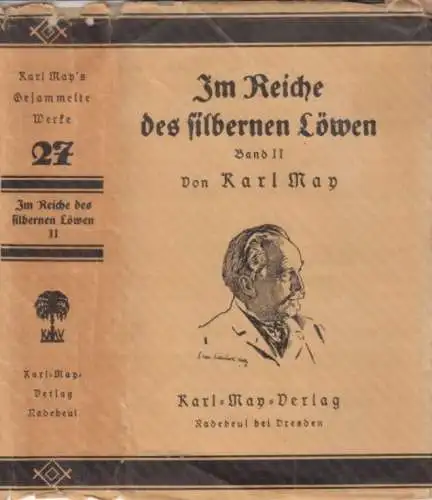 Karl May's
Gesammelte
Werke
27
Im Reiche des
silbernen Löwen
II
KMV
Karl=May=
Verlag
Radebeul
Im Reiche
des silbernen Löwen
Band II
Von Karl May
Karl=May=Verlag
Radebeul bei Dresden